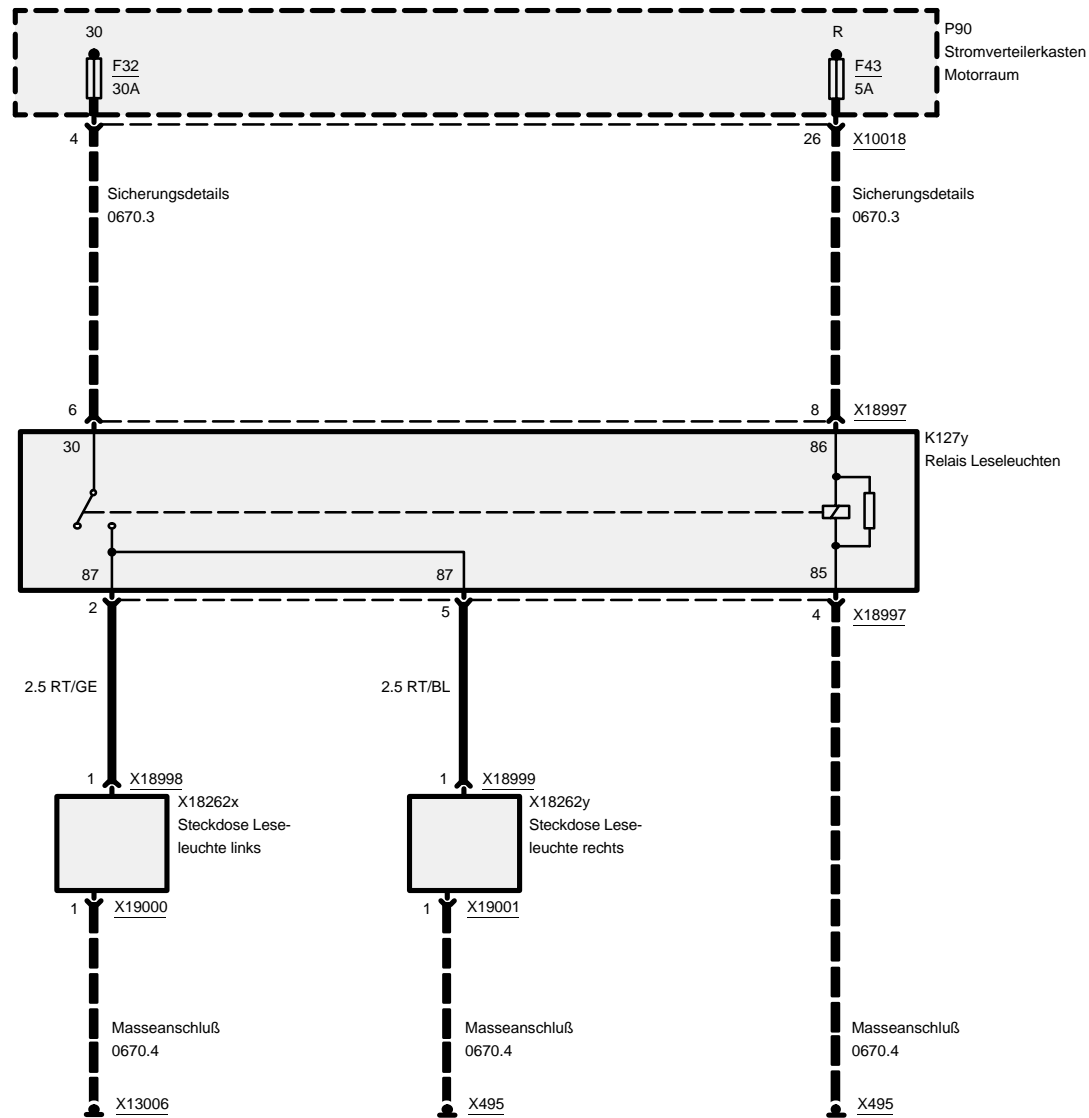 30
R
P90
Stromverteilerkasten
Motorraum
F32
30A
F43
5A
4
26
X10018
Sicherungsdetails
0670.3
Sicherungsdetails
0670.3
6
8
X18997
30
86
K127y
Relais Leseleuchten
87
87
85
2
5
4
X18997
2.5 RT/GE
2.5 RT/BL
1
X18998
1
X18999
X18262x
Steckdose Lese-
leuchte links
X18262y
Steckdose Lese-
leuchte rechts
1
X19000
1
X19001
Masseanschluß
0670.4
Masseanschluß
0670.4
Masseanschluß
0670.4
X13006
X495
X495